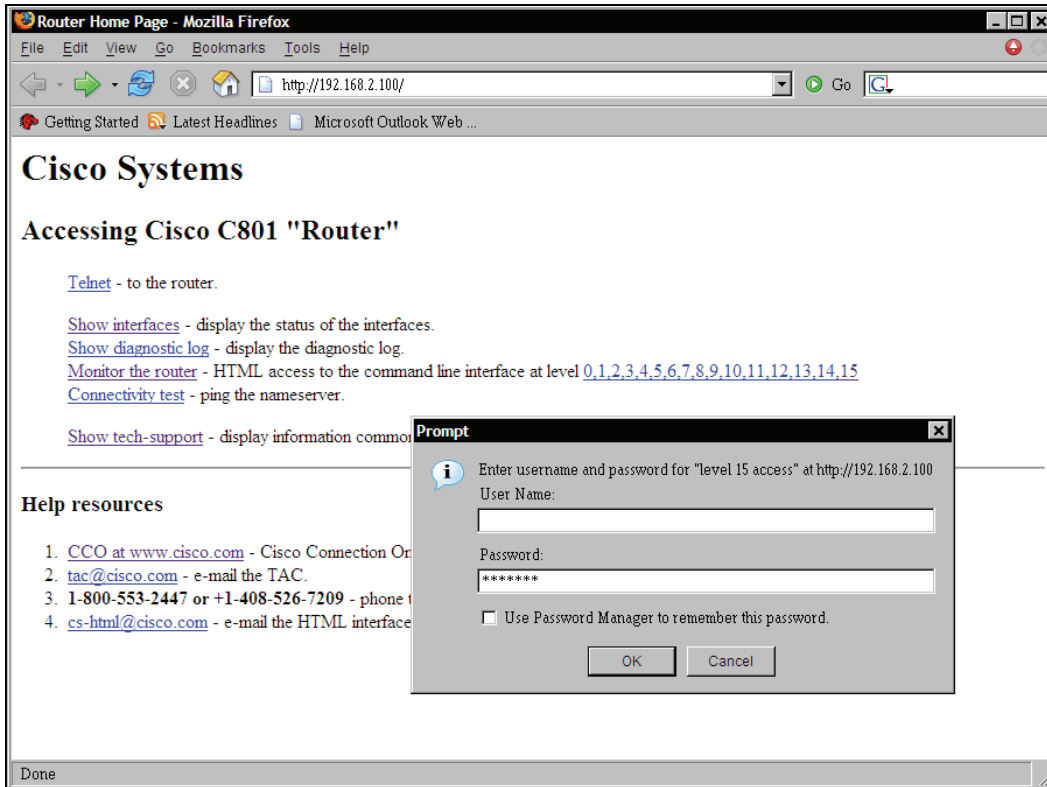 Router Home Page - Mozilla Firefox
File Edit View Go Bookmarks Tools Help
http://192.168.2.100/
Go
G
Getting Started Latest Headlines Microsoft Outlook Web ...
Cisco Systems
Accessing Cisco C801 "Router"
Telnet - to the router.
Show interfaces - display the status of the interfaces.
Show diagnostic log - display the diagnostic log.
Monitor the router - HTML access to the command line interface at level 0,1,2,3,4,5,6,7,8,9,10,11,12,13,14,15
Connectivity test - ping the nameserver.
Show tech-support - display information commo
Help resources
1. CCO at www.cisco.com - Cisco Connection On
2. tac@cisco.com - e-mail the TAC.
3. 1-800-553-2447 or +1-408-526-7209 - phone t
4. cs-html@cisco.com - e-mail the HTML interface
Prompt
Enter username and password for "level 15 access" at http://192.168.2.100
User Name:
Password:
*******
Use Password Manager to remember this password.
OK Cancel
Done